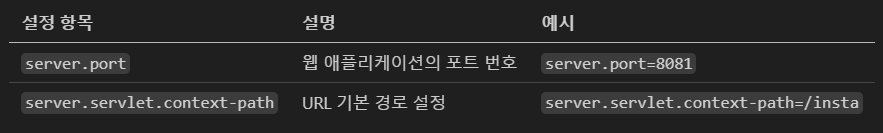 설정 항목 설명 예시
server.port 웹 애플리케이션의 포트 번호 server.port=8081
server.servlet.context-path URL 기본 경로 설정 server.servlet.context-path=/insta